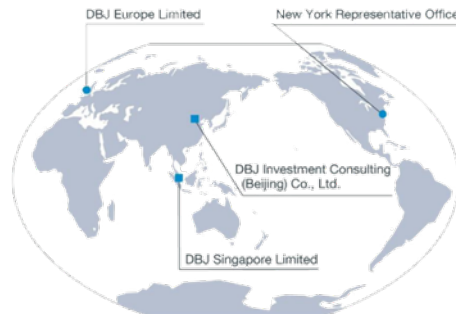 DBJ Europe Limited
New York Representative Office
DBJ Investment Consulting
(Beijing) Co., Ltd.
DBJ Singapore Limited